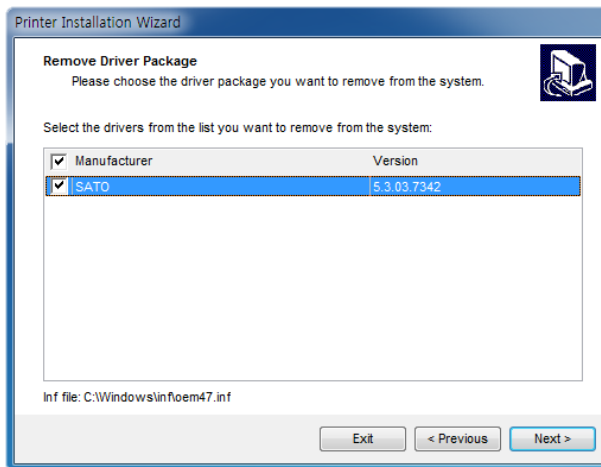 Printer Installation Wizard
Remove Driver Package
Please choose the driver package you want to remove from the system.
Select the drivers from the list you want to remove from the system:
Manufacturer Version
SATO 5.3.03.7342
Inf file: C:\Windows\inf\oem47.inf
Exit < Previous Next >